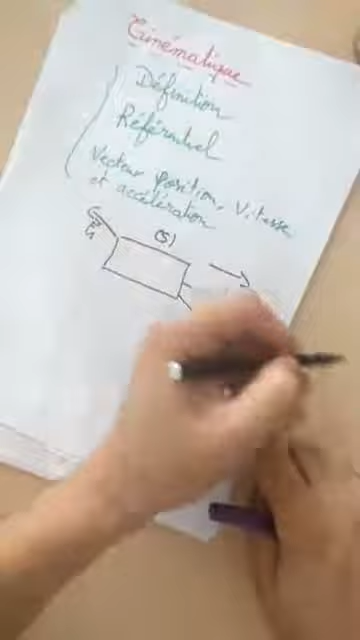 Cinématique
Définition
Référentiel
Vecteur position, Vitesse
et accélération
(S)